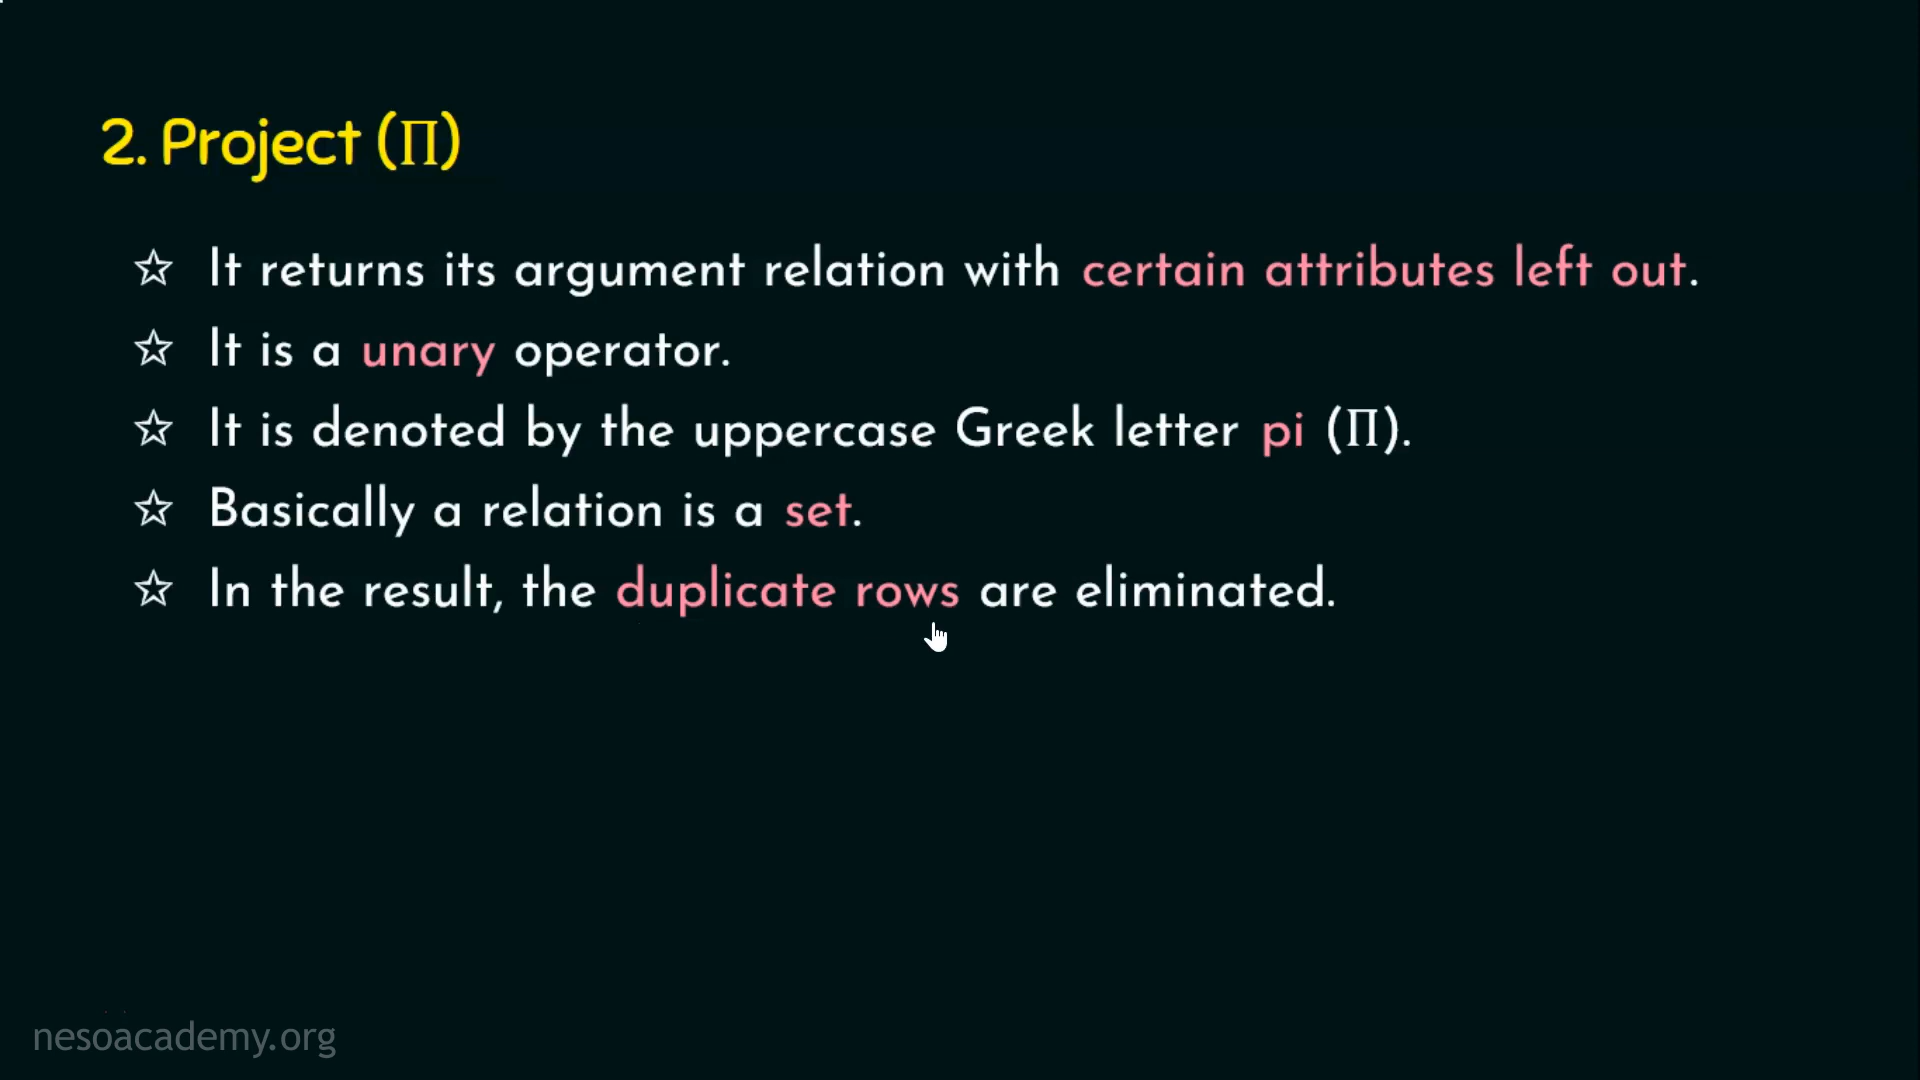 2. Project (Π)
☆ It returns its argument relation with certain attributes left out.
☆ It is a unary operator.
☆ It is denoted by the uppercase Greek letter pi (Π).
☆ Basically a relation is a set.
☆ In the result, the duplicate rows are eliminated.
nesoacademy.org